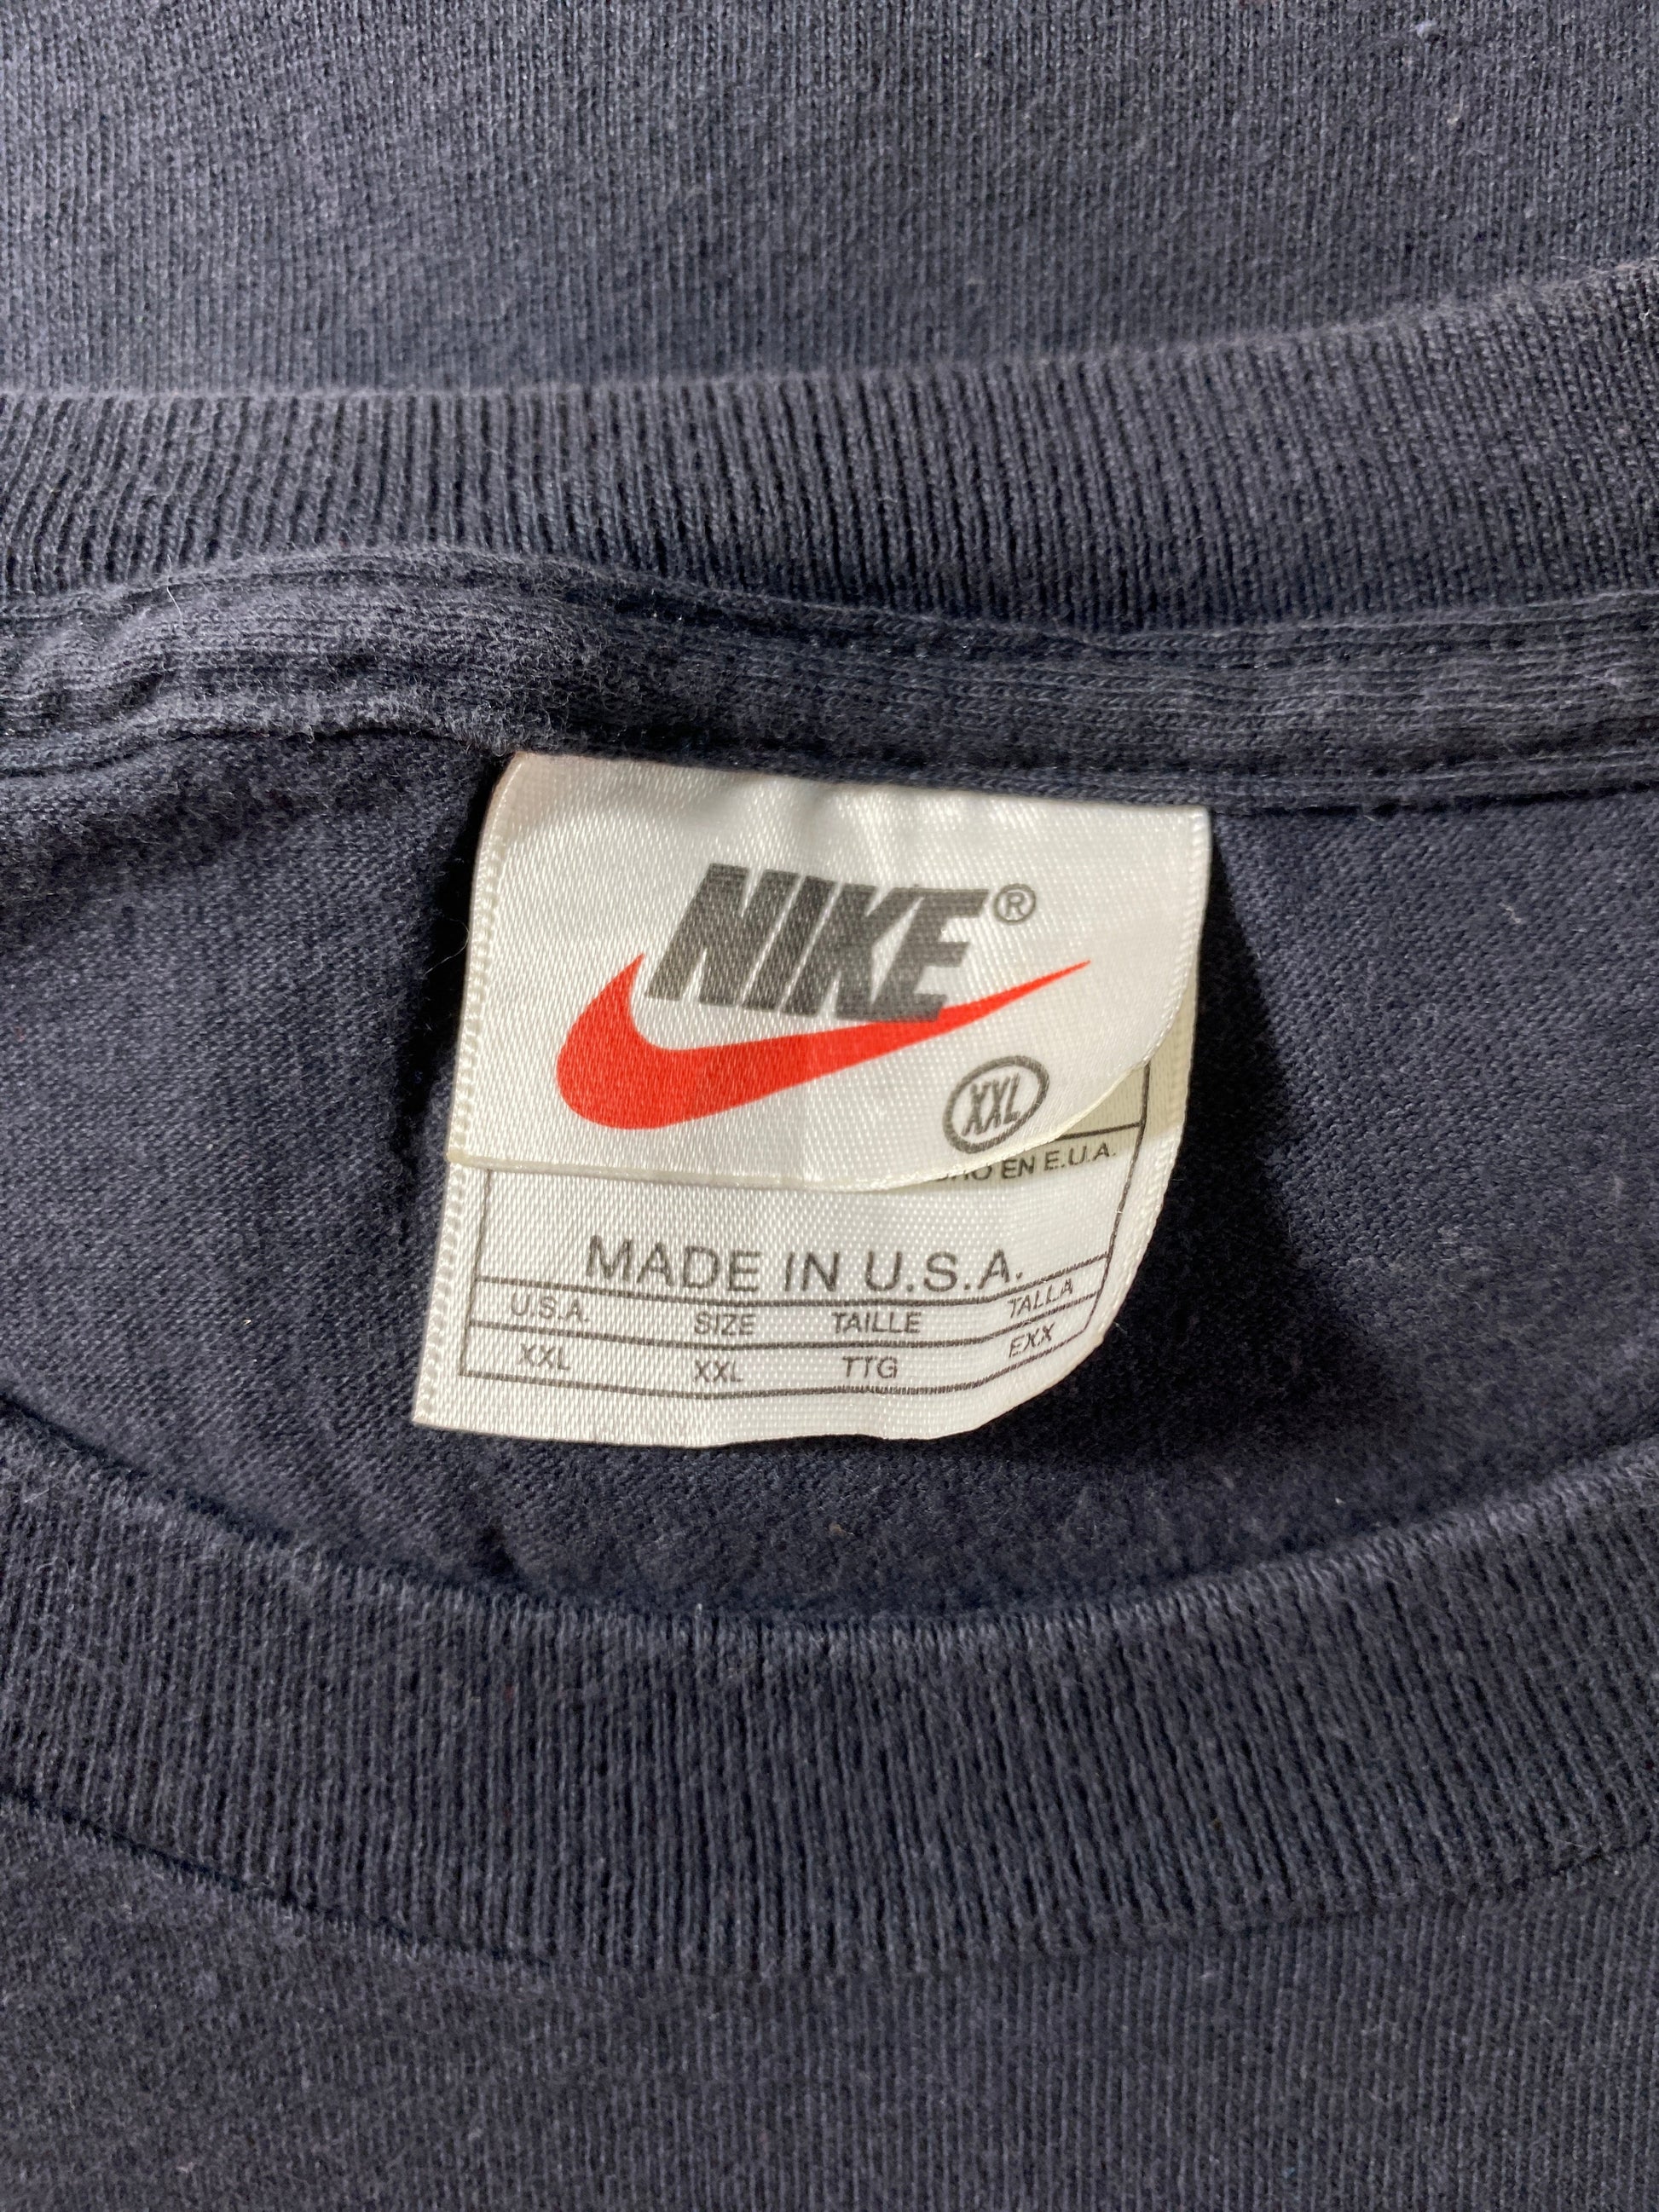 NIKE®
XXL
EN E.U.A.
MADE IN U.S.A.
U.S.A. SIZE TAILLE TALLA
XXL XXL TTG EXX